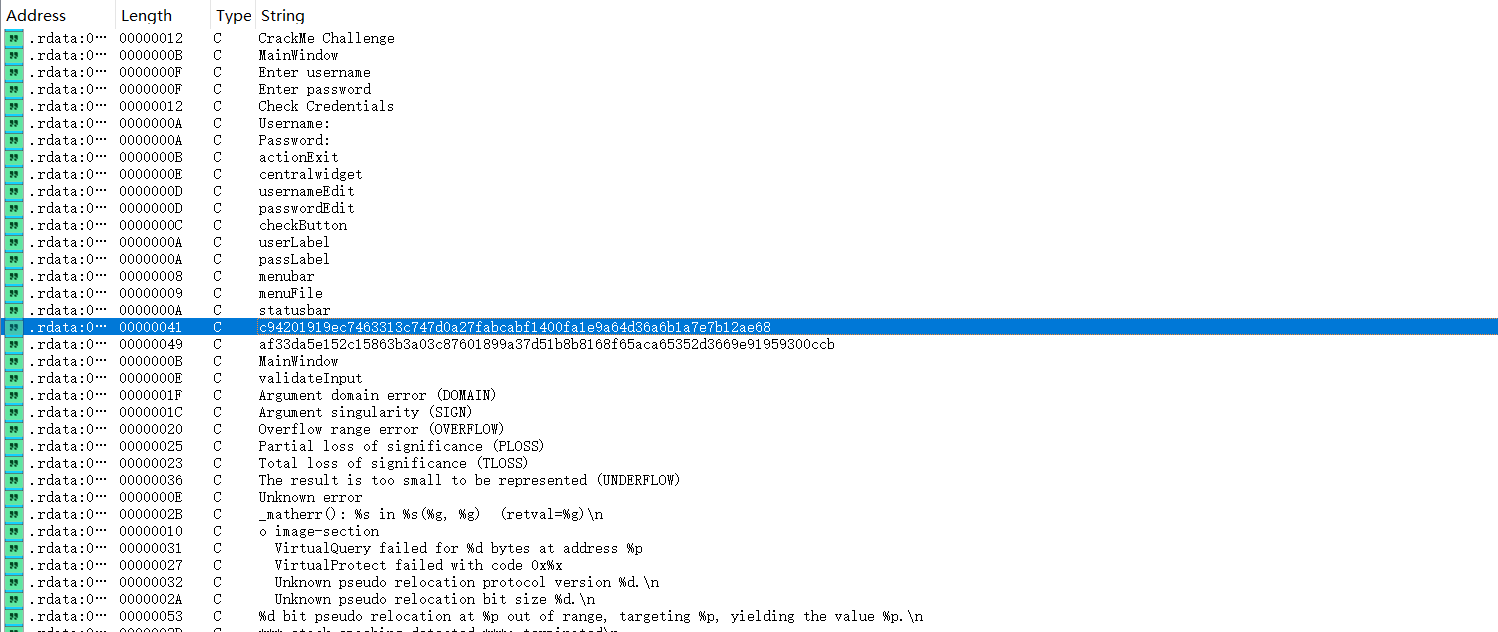 Address Length Type String
.rdata:0… 00000012 C CrackMe Challenge
.rdata:0… 0000000B C MainWindow
.rdata:0… 0000000F C Enter username
.rdata:0… 0000000F C Enter password
.rdata:0… 00000012 C Check Credentials
.rdata:0… 0000000A C Username:
.rdata:0… 0000000A C Password:
.rdata:0… 0000000B C actionExit
.rdata:0… 0000000E C centralwidget
.rdata:0… 0000000D C usernameEdit
.rdata:0… 0000000D C passwordEdit
.rdata:0… 0000000C C checkButton
.rdata:0… 0000000A C userLabel
.rdata:0… 0000000A C passLabel
.rdata:0… 00000008 C menubar
.rdata:0… 00000009 C menuFile
.rdata:0… 0000000A C statusbar
.rdata:0… 00000041 C c94201919ec7463313c747d0a27fabcabf1400fa1e9a64d36a6b1a7e7b12ae68
.rdata:0… 00000049 C af33da5e152c15863b3a03c87601899a37d51b8b8168f65aca65352d3669e91959300ccb
.rdata:0… 0000000B C MainWindow
.rdata:0… 0000000E C validateInput
.rdata:0… 0000001F C Argument domain error (DOMAIN)
.rdata:0… 0000001C C Argument singularity (SIGN)
.rdata:0… 00000020 C Overflow range error (OVERFLOW)
.rdata:0… 00000025 C Partial loss of significance (PLOSS)
.rdata:0… 00000023 C Total loss of significance (TLOSS)
.rdata:0… 00000036 C The result is too small to be represented (UNDERFLOW)
.rdata:0… 0000000E C Unknown error
.rdata:0… 0000002B C _matherr(): %s in %s(%g, %g)  (retval=%g)\n
.rdata:0… 00000010 C o image-section
.rdata:0… 00000031 C   VirtualQuery failed for %d bytes at address %p
.rdata:0… 00000027 C   VirtualProtect failed with code 0x%x
.rdata:0… 00000032 C   Unknown pseudo relocation protocol version %d.\n
.rdata:0… 0000002A C   Unknown pseudo relocation bit size %d.\n
.rdata:0… 00000053 C %d bit pseudo relocation at %p out of range, targeting %p, yielding the value %p.\n